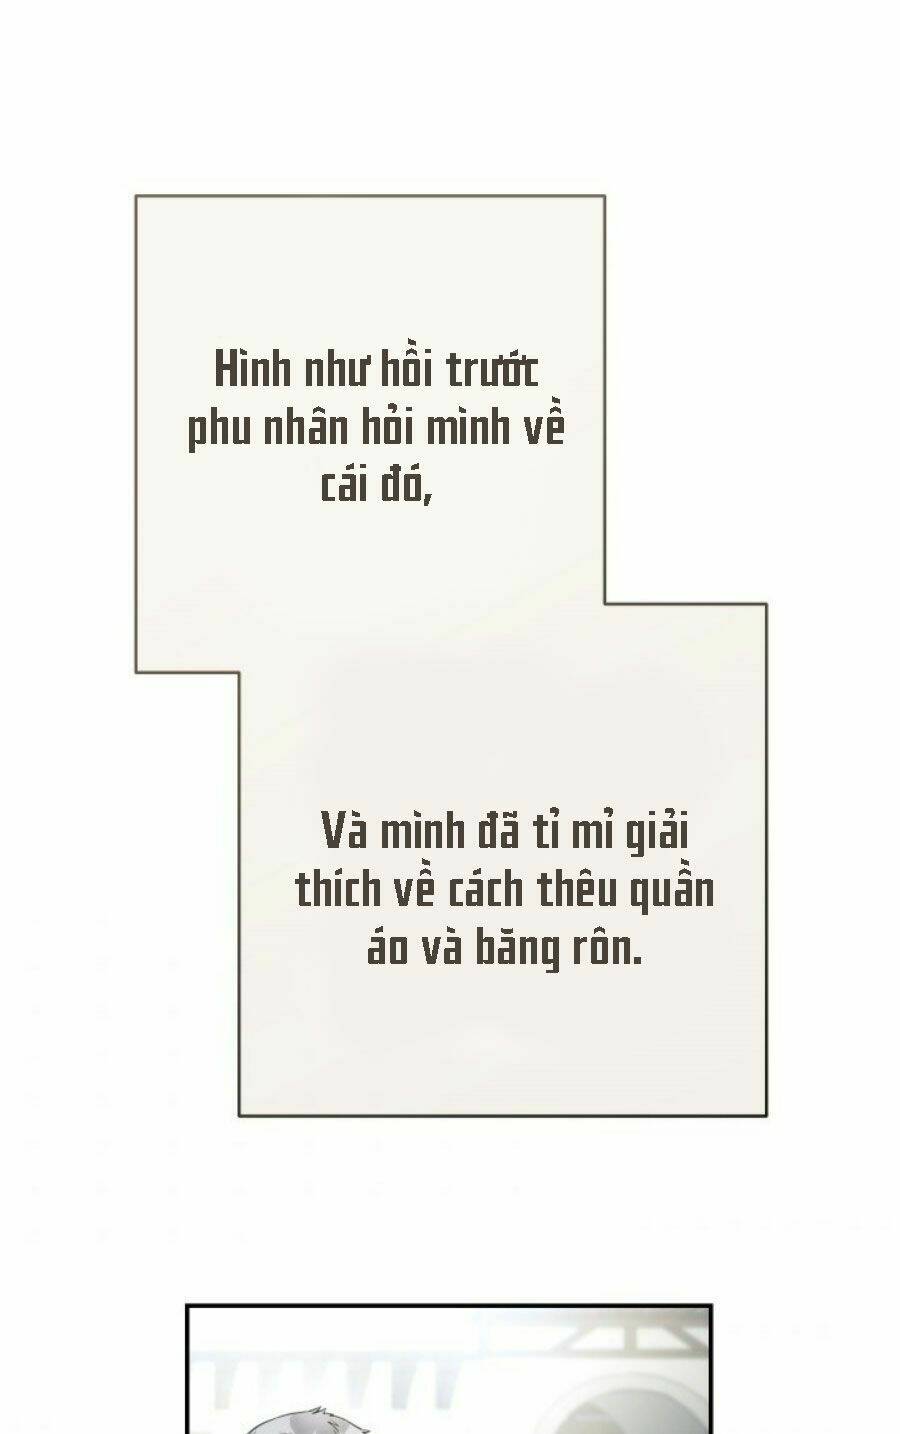 Hình như hồi trước
phu nhân hỏi mình về
cái đó,
Và mình đã tỉ mỉ giải
thích về cách thêu quần
áo và băng rôn.